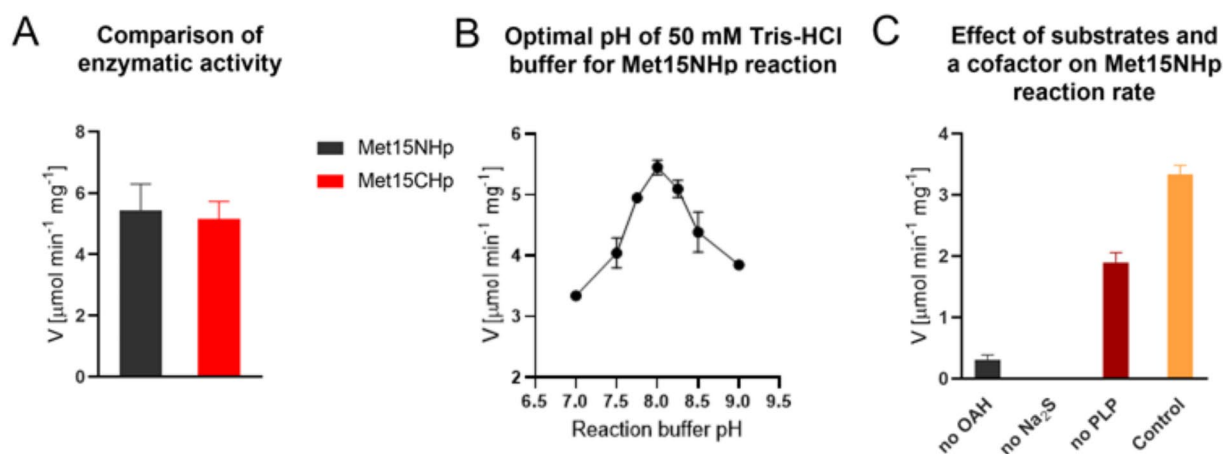 A
Comparison of
enzymatic activity
V [µmol min⁻¹ mg⁻¹]
8
6
4
2
0
Met15NHp
Met15CHp
B
Optimal pH of 50 mM Tris-HCl
buffer for Met15NHp reaction
V [µmol min⁻¹ mg⁻¹]
6
5
4
3
2
6.5 7.0 7.5 8.0 8.5 9.0 9.5
Reaction buffer pH
C
Effect of substrates and
a cofactor on Met15NHp
reaction rate
V [µmol min⁻¹ mg⁻¹]
4
3
2
1
0
no OAH
no Na₂S
no PLP
Control